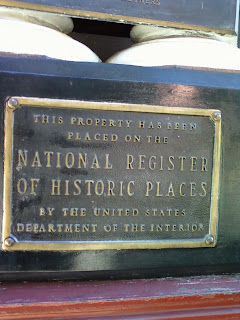 THIS PROPERTY HAS BEEN
PLACED ON THE
NATIONAL REGISTER
OF HISTORIC PLACES
BY THE UNITED STATES
DEPARTMENT OF THE INTERIOR